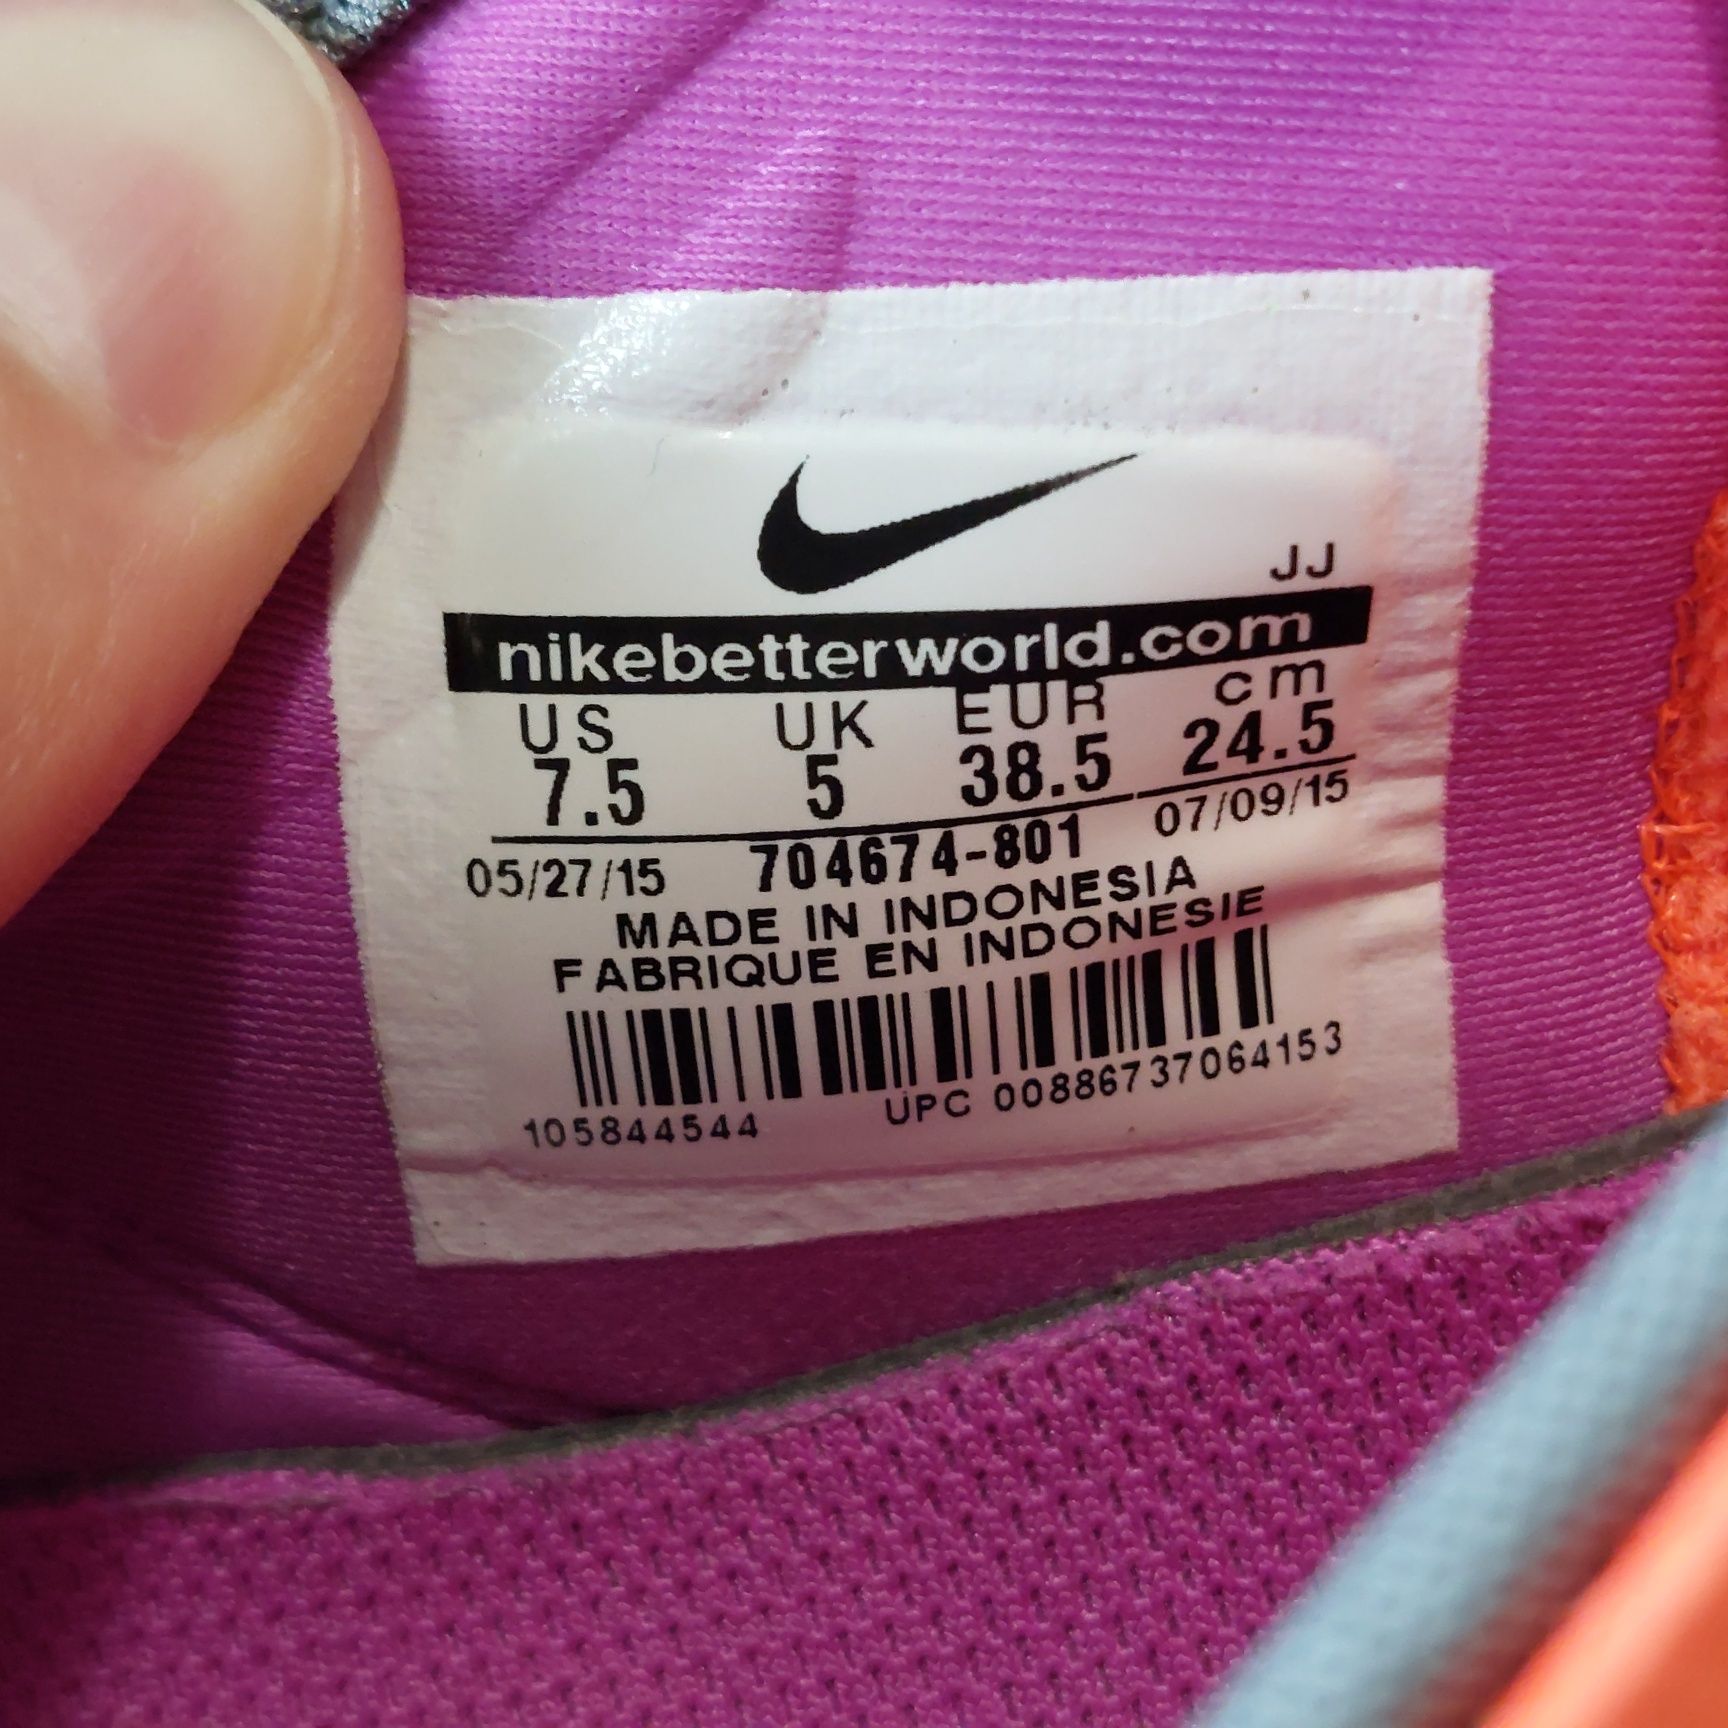 JJ
nikebetterworld.com
US UK EUR cm
7.5 5 38.5 24.5
05/27/15 704674-801 07/09/15
MADE IN INDONESIA
FABRIQUE EN INDONESIE
105844544 UPC 00886737064153